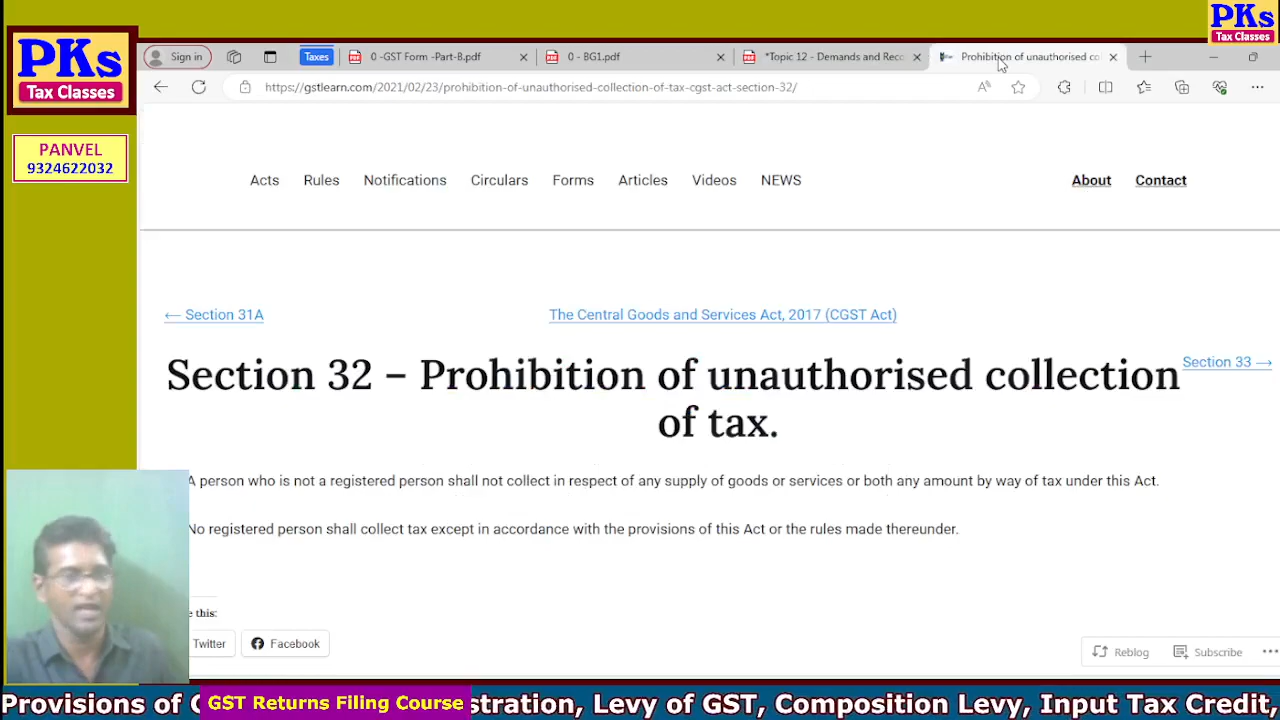 PKs
Tax Classes
PANVEL
9324622032
PKs
Tax Classes
Sign in
Taxes
0 -GST Form -Part-B.pdf
0 - BG1.pdf
*Topic 12 - Demands and Reco
Prohibition of unauthorised co
https://gstlearn.com/2021/02/23/prohibition-of-unauthorised-collection-of-tax-cgst-act-section-32/
Acts Rules Notifications Circulars Forms Articles Videos NEWS About Contact
← Section 31A
The Central Goods and Services Act, 2017 (CGST Act)
Section 33 →
Section 32 – Prohibition of unauthorised collection
of tax.
A person who is not a registered person shall not collect in respect of any supply of goods or services or both any amount by way of tax under this Act.
No registered person shall collect tax except in accordance with the provisions of this Act or the rules made thereunder.
e this:
Twitter
Facebook
Reblog
Subscribe
Provisions of
GST Returns Filing Course
stration, Levy of GST, Composition Levy, Input Tax Credit,